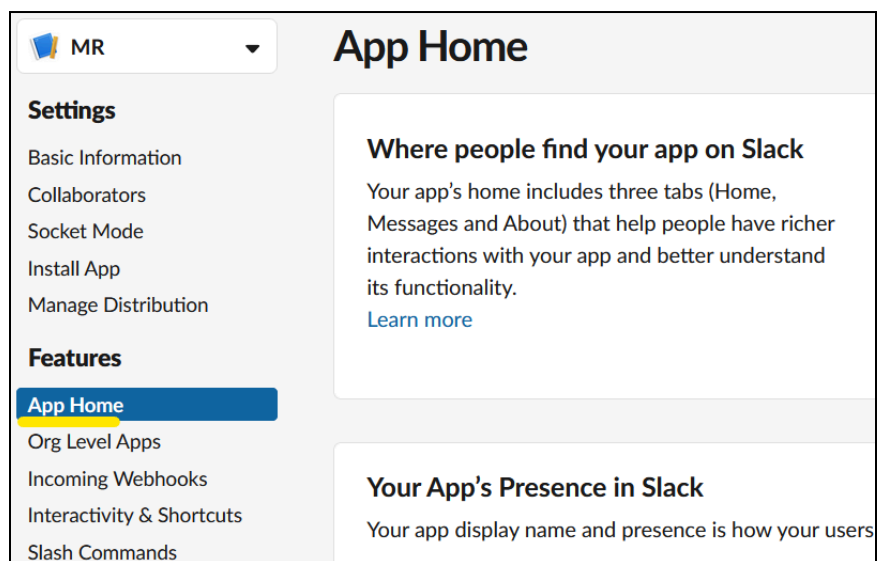 MR
Settings
Basic Information
Collaborators
Socket Mode
Install App
Manage Distribution
Features
App Home
Org Level Apps
Incoming Webhooks
Interactivity & Shortcuts
Slash Commands
App Home
Where people find your app on Slack
Your app’s home includes three tabs (Home,
Messages and About) that help people have richer
interactions with your app and better understand
its functionality.
Learn more
Your App’s Presence in Slack
Your app display name and presence is how your users